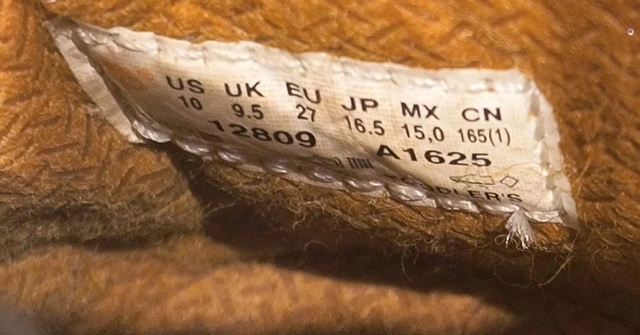 US UK EU JP MX CN
10 9.5 27 16.5 15,0 165(1)
12809 A1625